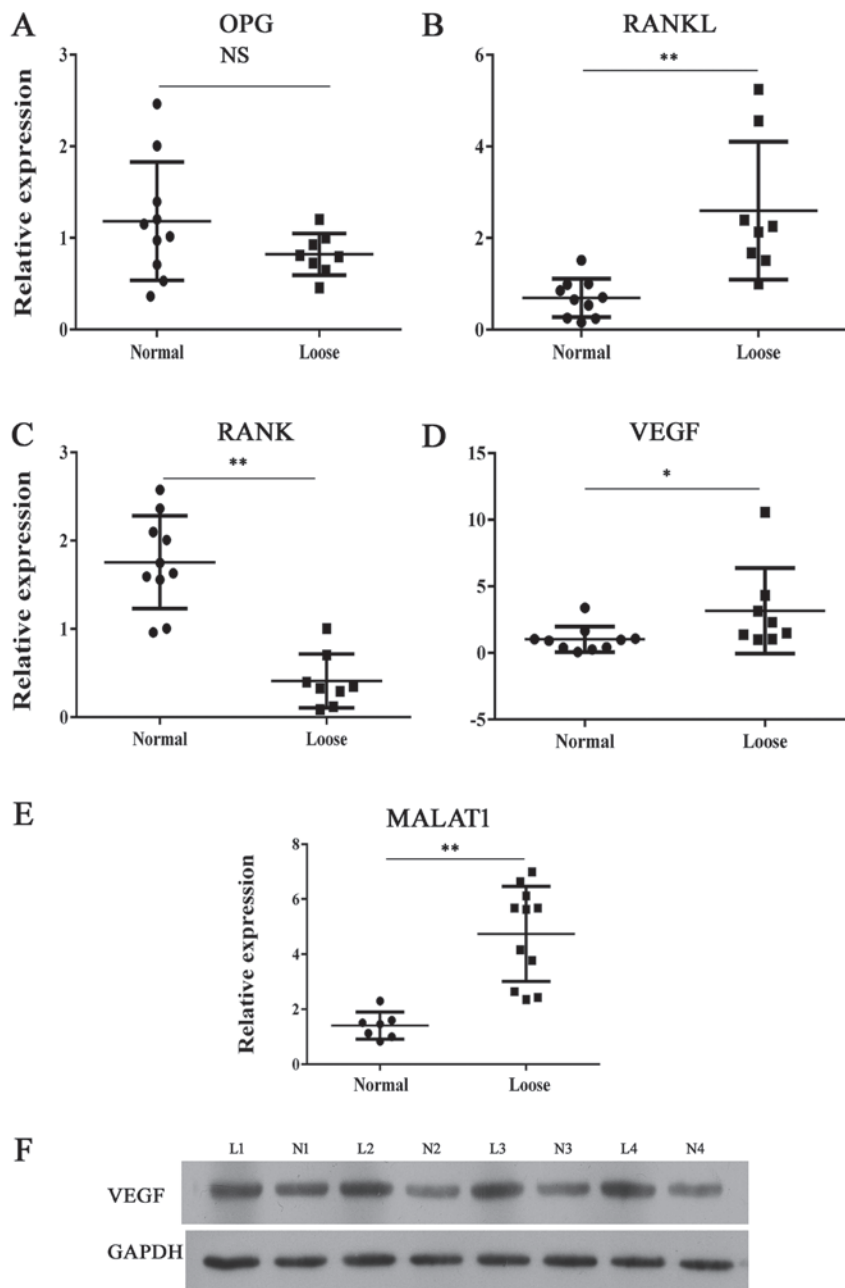 A
OPG
NS
Relative expression
3
2
1
0
Normal Loose
B
RANKL
**
6
4
2
0
Normal Loose
C
RANK
**
Relative expression
3
2
1
0
Normal Loose
D
VEGF
*
15
10
5
0
-5
Normal Loose
E
MALAT1
**
Relative expression
8
6
4
2
0
Normal Loose
F
L1 N1 L2 N2 L3 N3 L4 N4
VEGF
GAPDH